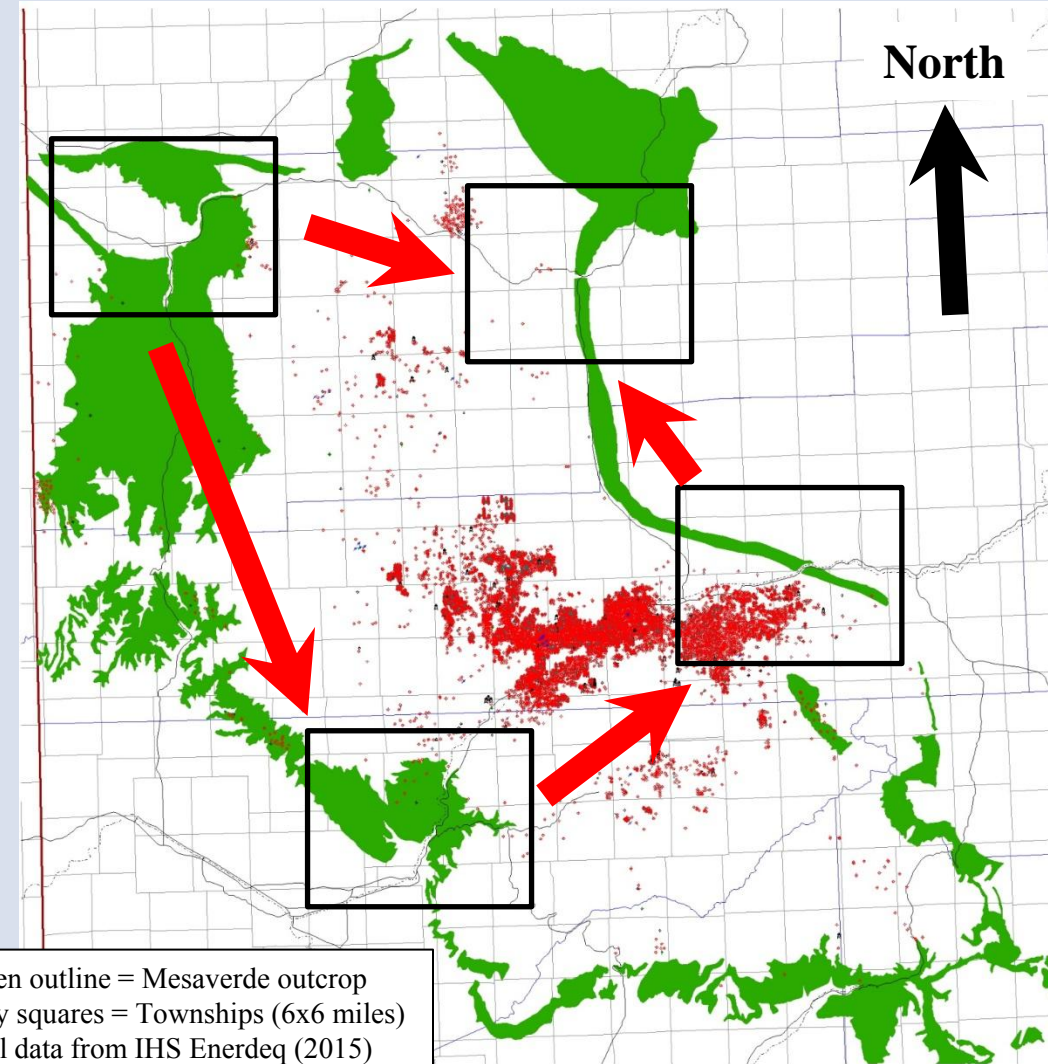 North
en outline = Mesaverde outcrop
y squares = Townships (6x6 miles)
l data from IHS Enerdeq (2015)